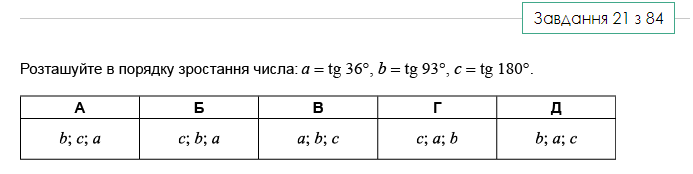 Завдання 21 з 84
Розташуйте в порядку зростання числа: a = tg 36°, b = tg 93°, c = tg 180°.
А Б В Г Д
b; c; a c; b; a a; b; c c; a; b b; a; c